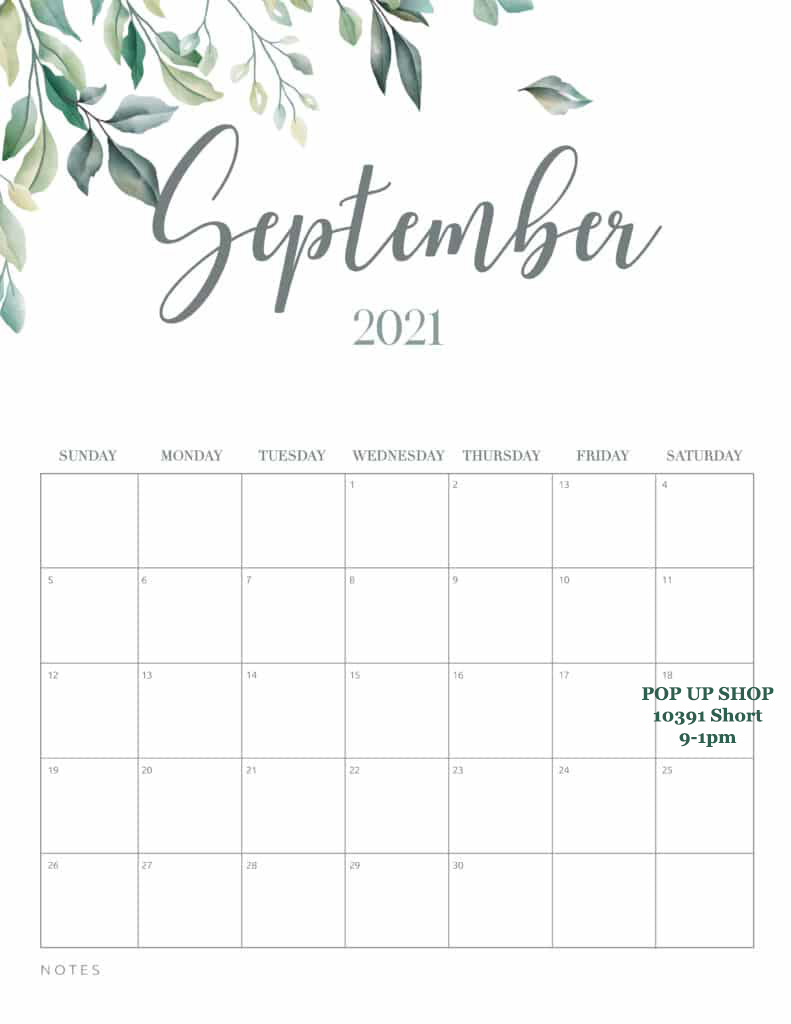 September
2021
SUNDAY MONDAY TUESDAY WEDNESDAY THURSDAY FRIDAY SATURDAY
1 2 13 4
5 6 7 8 9 10 11
12 13 14 15 16 17 18
POP UP SHOP
10391 Short
9-1pm
19 20 21 22 23 24 25
26 27 28 29 30
NOTES